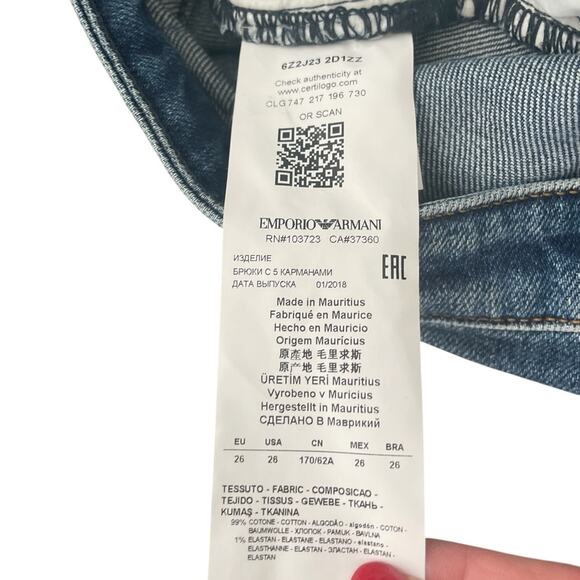 6Z2J23 2D1ZZ
Check authenticity at
www.certilogo.com
CLG 747 217 196 730
OR SCAN
EMPORIO ARMANI
RN#103723 CA#37360
ИЗДЕЛИЕ
БРЮКИ С 5 КАРМАНАМИ
ДАТА ВЫПУСКА 01/2018
EAC
Made in Mauritius
Fabriqué en Maurice
Hecho en Mauricio
Origem Maurícius
原產地 毛里求斯
原产地 毛里求斯
ÜRETİM YERİ Mauritius
Vyrobeno v Muricius
Hergestellt in Mauritius
СДЕЛАНО В Маврикий
EU USA CN MEX BRA
26 26 170/62A 26 26
TESSUTO - FABRIC - COMPOSICAO -
TEJIDO - TISSUS - GEWEBE - ТКАНЬ -
KUMAŞ - TKANINA
99% COTONE - COTTON - ALGODÃO - algodón - COTON -
BAUMWOLLE - ХЛОПОК - PAMUK - BAVLNA
1% ELASTAN - ELASTANE - ELASTANO - elastano -
ELASTHANNE - ELASTAN - ЭЛАСТАН - ELASTAN -
ELASTAN